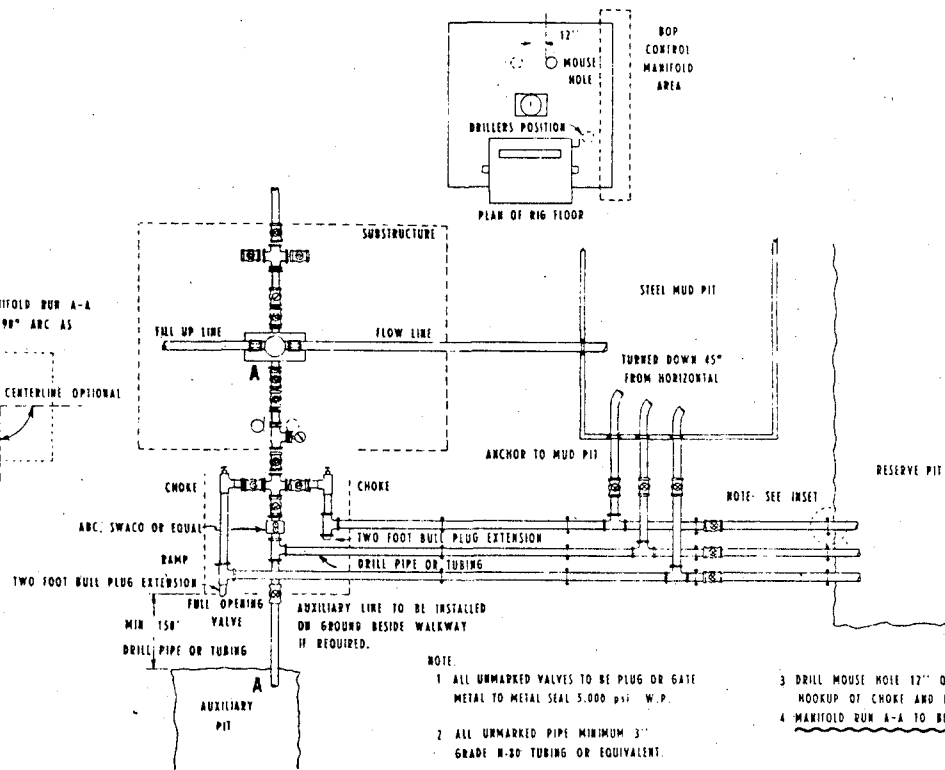 12''
MOUSE
HOLE
BOP
CONTROL
MANIFOLD
AREA
DRILLERS POSITION
PLAN OF RIG FLOOR
SUBSTRUCTURE
IFOLD RUN A-A
90° ARC AS
FILL UP LINE
FLOW LINE
A
CENTERLINE OPTIONAL
STEEL MUD PIT
TURNED DOWN 45°
FROM HORIZONTAL
ANCHOR TO MUD PIT
RESERVE PIT
CHOKE
CHOKE
NOTE- SEE INSET
ABC, SWACO OR EQUAL
TWO FOOT BULL PLUG EXTENSION
RAMP
DRILL PIPE OR TUBING
TWO FOOT BULL PLUG EXTENSION
FULL OPENING
VALVE
MIN 150'
DRILL PIPE OR TUBING
AUXILIARY LINE TO BE INSTALLED
ON GROUND BESIDE WALKWAY
IF REQUIRED.
A
AUXILIARY
PIT
NOTE.
1 ALL UNMARKED VALVES TO BE PLUG OR GATE
METAL TO METAL SEAL 5,000 psi W.P.
2 ALL UNMARKED PIPE MINIMUM 3''
GRADE N-80 TUBING OR EQUIVALENT.
3 DRILL MOUSE HOLE 12'' O
HOOKUP OF CHOKE AND
4 MANIFOLD RUN A-A TO BE